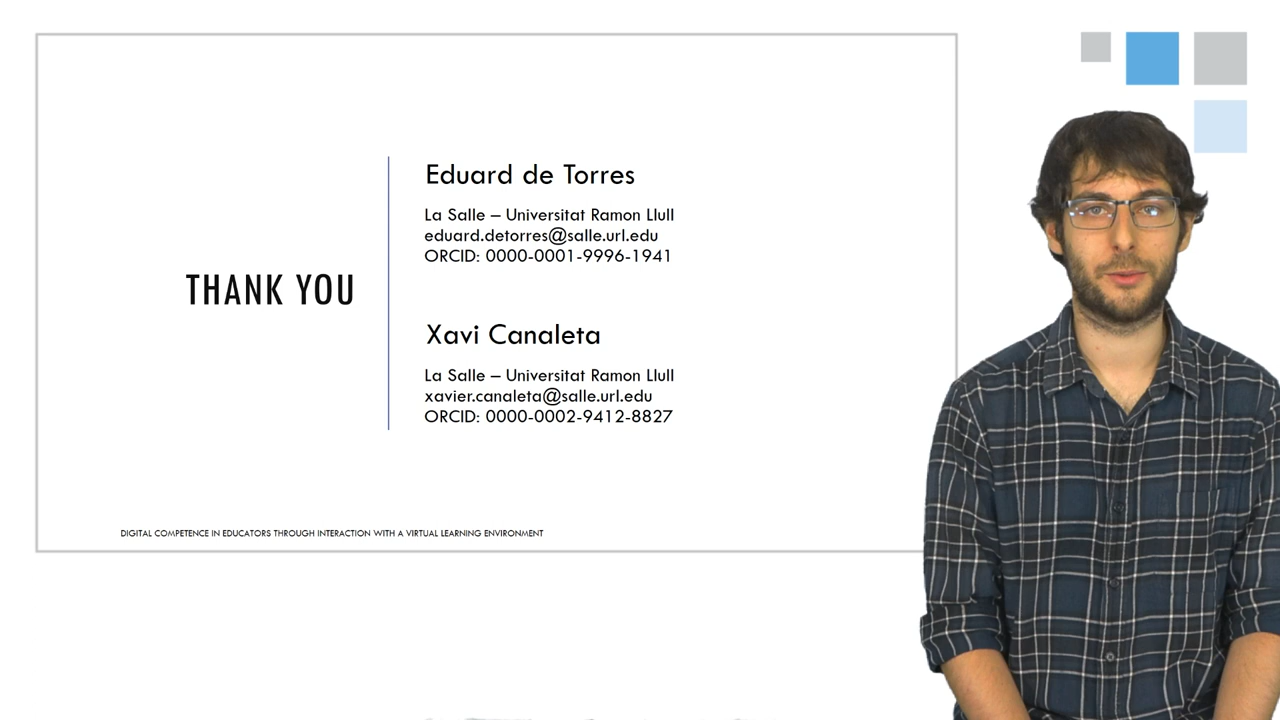 THANK YOU
Eduard de Torres
La Salle – Universitat Ramon Llull
eduard.detorres@salle.url.edu
ORCID: 0000-0001-9996-1941
Xavi Canaleta
La Salle – Universitat Ramon Llull
xavier.canaleta@salle.url.edu
ORCID: 0000-0002-9412-8827
DIGITAL COMPETENCE IN EDUCATORS THROUGH INTERACTION WITH A VIRTUAL LEARNING ENVIRONMENT